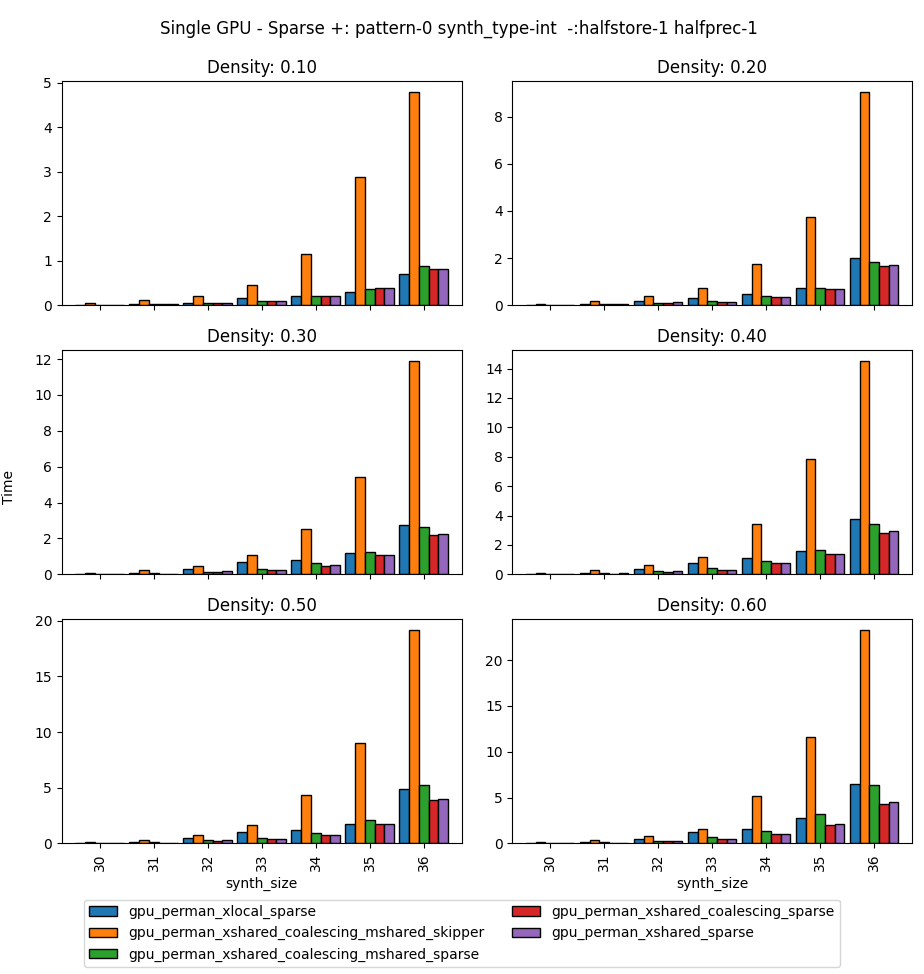 Single GPU - Sparse +: pattern-0 synth_type-int  -:halfstore-1 halfprec-1
Density: 0.10
5
4
3
2
1
0
Density: 0.20
8
6
4
2
0
Density: 0.30
12
10
8
6
4
2
0
Density: 0.40
14
12
10
8
6
4
2
0
Time
Density: 0.50
20
15
10
5
0
30 31 32 33 34 35 36
synth_size
Density: 0.60
20
15
10
5
0
30 31 32 33 34 35 36
synth_size
gpu_perman_xlocal_sparse
gpu_perman_xshared_coalescing_mshared_skipper
gpu_perman_xshared_coalescing_mshared_sparse
gpu_perman_xshared_coalescing_sparse
gpu_perman_xshared_sparse